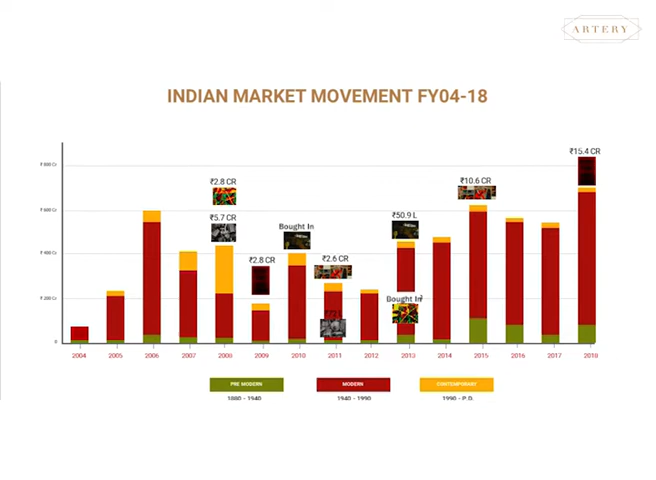 ARTERY
INDIAN MARKET MOVEMENT FY04-18
₹15.4 CR
₹ 800 Cr
₹2.8 CR
₹10.6 CR
₹ 600 Cr
₹5.7 CR
₹50.9 L
Bought In
₹ 400 Cr
₹2.8 CR
₹2.6 CR
₹ 200 Cr
Bought In
0
2004 2005 2006 2007 2008 2009 2010 2011 2012 2013 2014 2015 2016 2017 2018
PRE MODERN MODERN CONTEMPORARY
1880 - 1940 1940 - 1990 1990 - P.D.